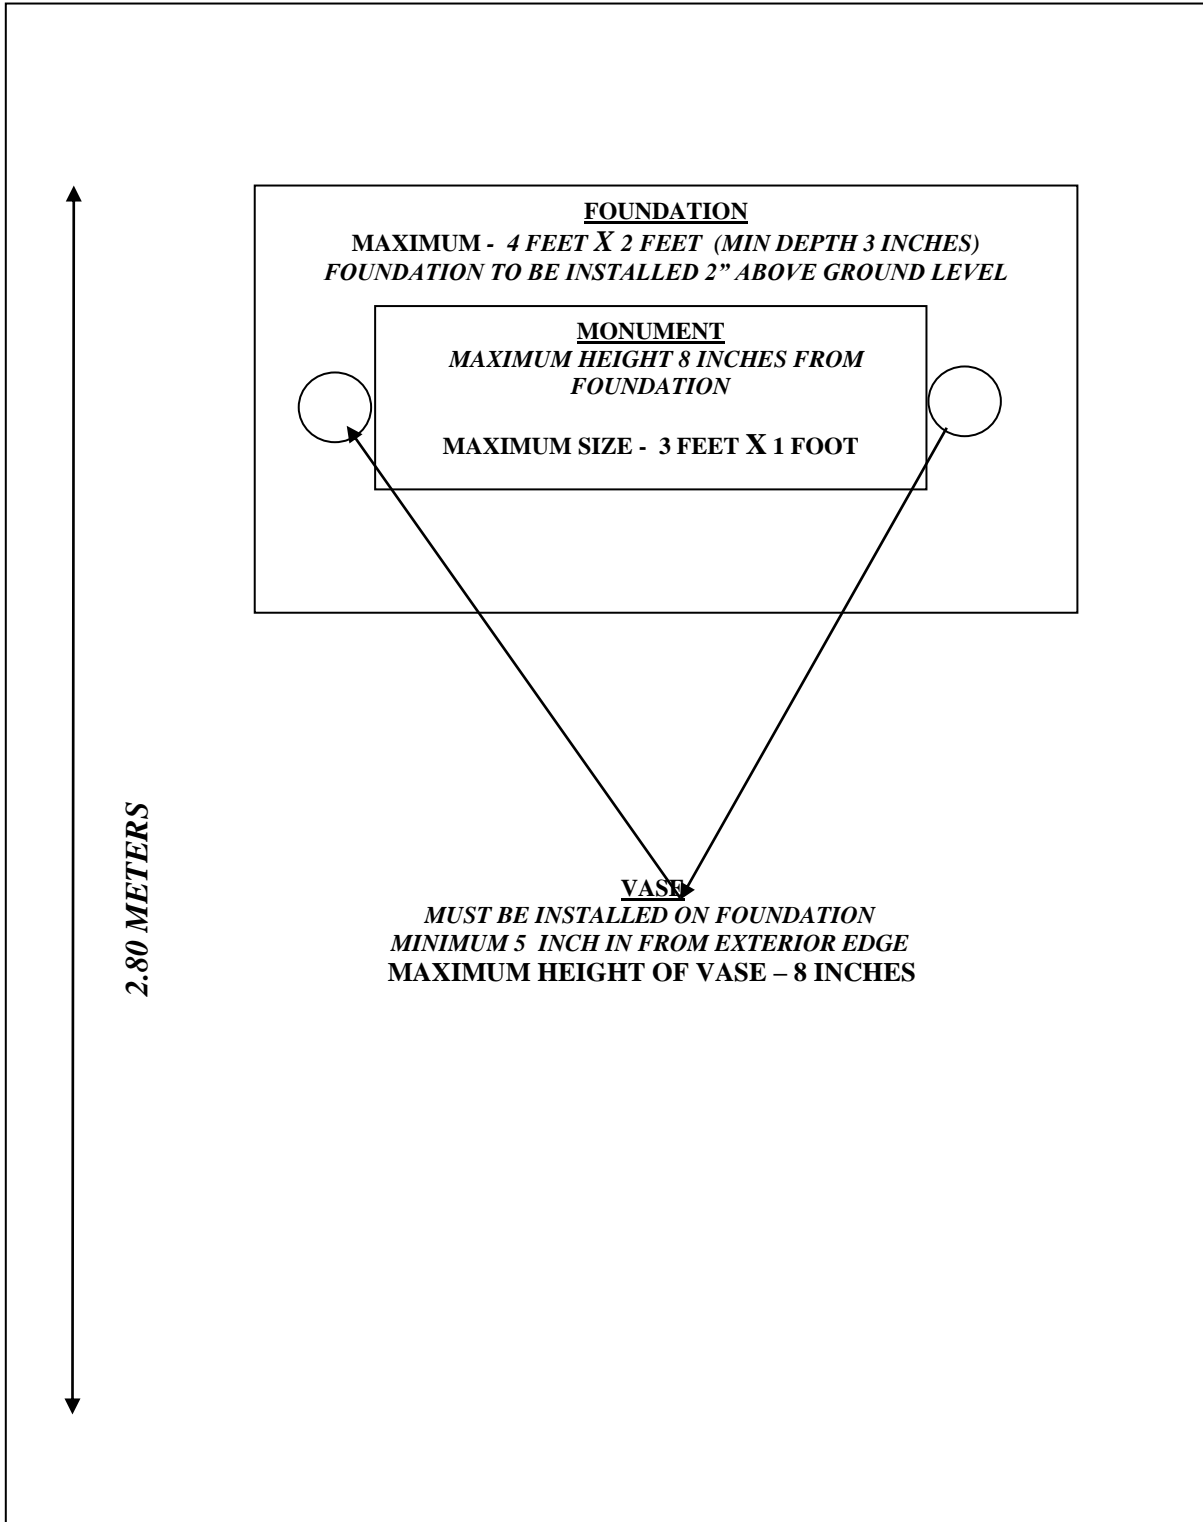 FOUNDATION
MAXIMUM - 4 FEET X 2 FEET (MIN DEPTH 3 INCHES)
FOUNDATION TO BE INSTALLED 2” ABOVE GROUND LEVEL
MONUMENT
MAXIMUM HEIGHT 8 INCHES FROM
FOUNDATION
MAXIMUM SIZE - 3 FEET X 1 FOOT
2.80 METERS
VASE
MUST BE INSTALLED ON FOUNDATION
MINIMUM 5 INCH IN FROM EXTERIOR EDGE
MAXIMUM HEIGHT OF VASE – 8 INCHES